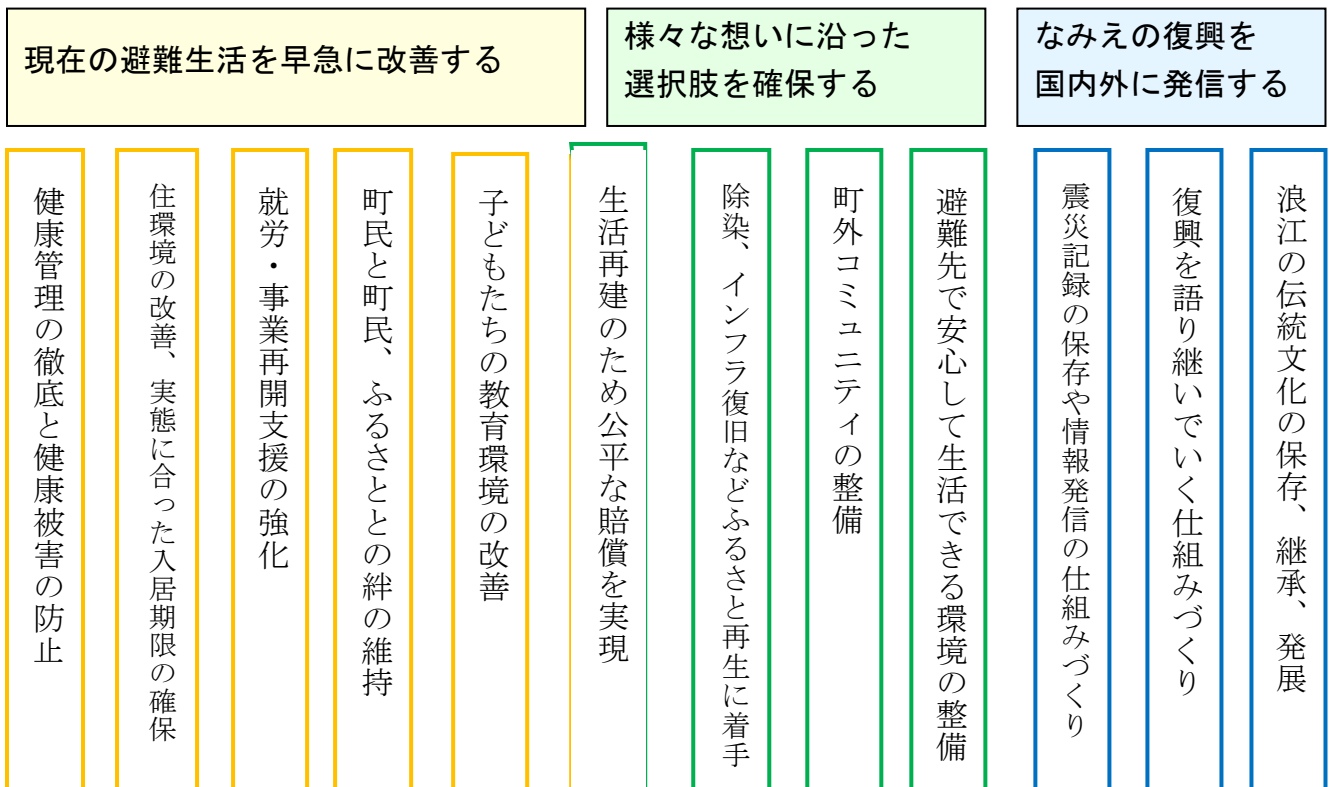 現在の避難生活を早急に改善する
様々な想いに沿った
選択肢を確保する
なみえの復興を
国内外に発信する
健康管理の徹底と健康被害の防止
住環境の改善、実態に合った入居期限の確保
就労・事業再開支援の強化
町民と町民、ふるさととの絆の維持
子どもたちの教育環境の改善
生活再建のため公平な賠償を実現
除染、インフラ復旧などふるさと再生に着手
町外コミュニティの整備
避難先で安心して生活できる環境の整備
震災記録の保存や情報発信の仕組みづくり
復興を語り継いでいく仕組みづくり
浪江の伝統文化の保存、継承、発展